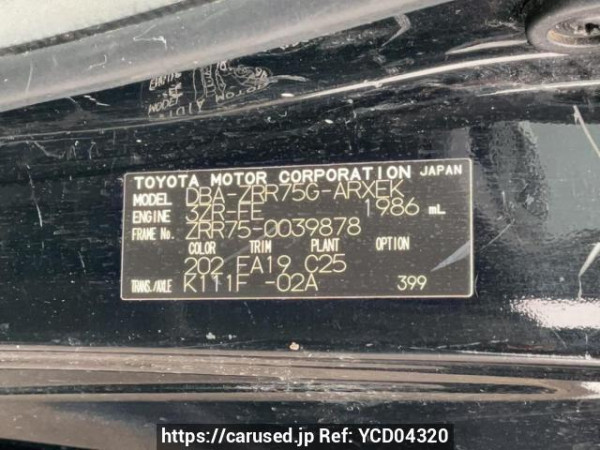 TOYOTA MOTOR CORPORATION JAPAN
MODEL DBA-ZRR75G-ARXEK
ENGINE 3ZR-FE 1986 mL
FRAME No. ZRR75-0039878
COLOR TRIM PLANT OPTION
202 FA19 C25
TRANS./AXLE K111F -02A 399
https://carused.jp Ref: YCD04320